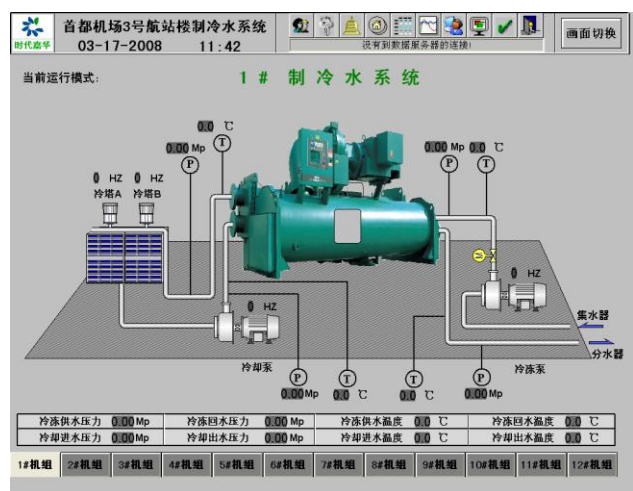 时代嘉华
首都机场3号航站楼制冷水系统
03-17-2008 11:42
没有到数据服务器的连接!
画面切换
当前运行模式:
1 # 制冷水系统
0.0 ℃
0.00 Mp
T
P
0.00 Mp 0.0 ℃
P T
0 HZ 0 HZ
冷塔A 冷塔B
M
0 HZ
0 HZ
集水器
分水器
冷却泵
冷冻泵
P T T P
0.00 Mp 0.0 ℃ 0.0 ℃ 0.00 Mp
冷冻供水压力 0.00 Mp 冷冻回水压力 0.00 Mp 冷冻供水温度 0.0 ℃ 冷冻回水温度 0.0 ℃
冷却进水压力 0.00 Mp 冷却出水压力 0.00 Mp 冷却进水温度 0.0 ℃ 冷却出水温度 0.0 ℃
1#机组 2#机组 3#机组 4#机组 5#机组 6#机组 7#机组 8#机组 9#机组 10#机组 11#机组 12#机组